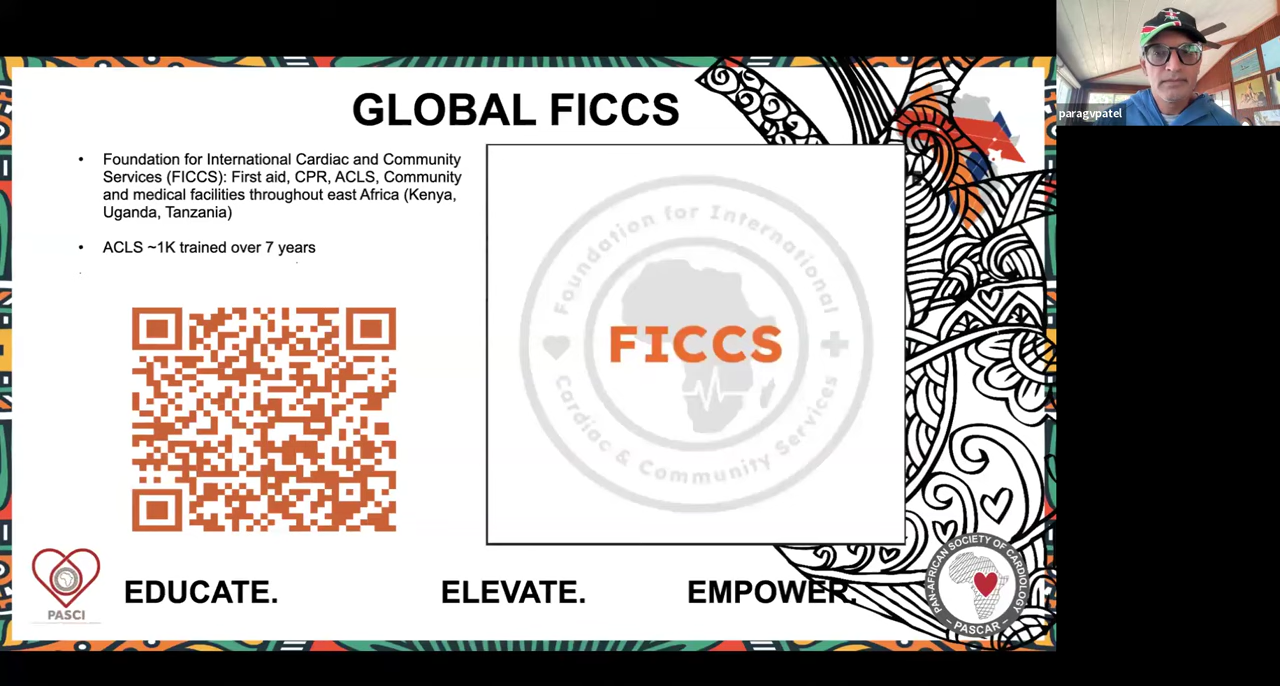 GLOBAL FICCS
• Foundation for International Cardiac and Community
Services (FICCS): First aid, CPR, ACLS, Community
and medical facilities throughout east Africa (Kenya,
Uganda, Tanzania)
• ACLS ~1K trained over 7 years
Foundation for International
FICCS
Cardiac & Community Services
PASCI
EDUCATE.
ELEVATE.
EMPOWER.
PAN-AFRICAN SOCIETY OF CARDIOLOGY
- PASCAR -
paragvpatel